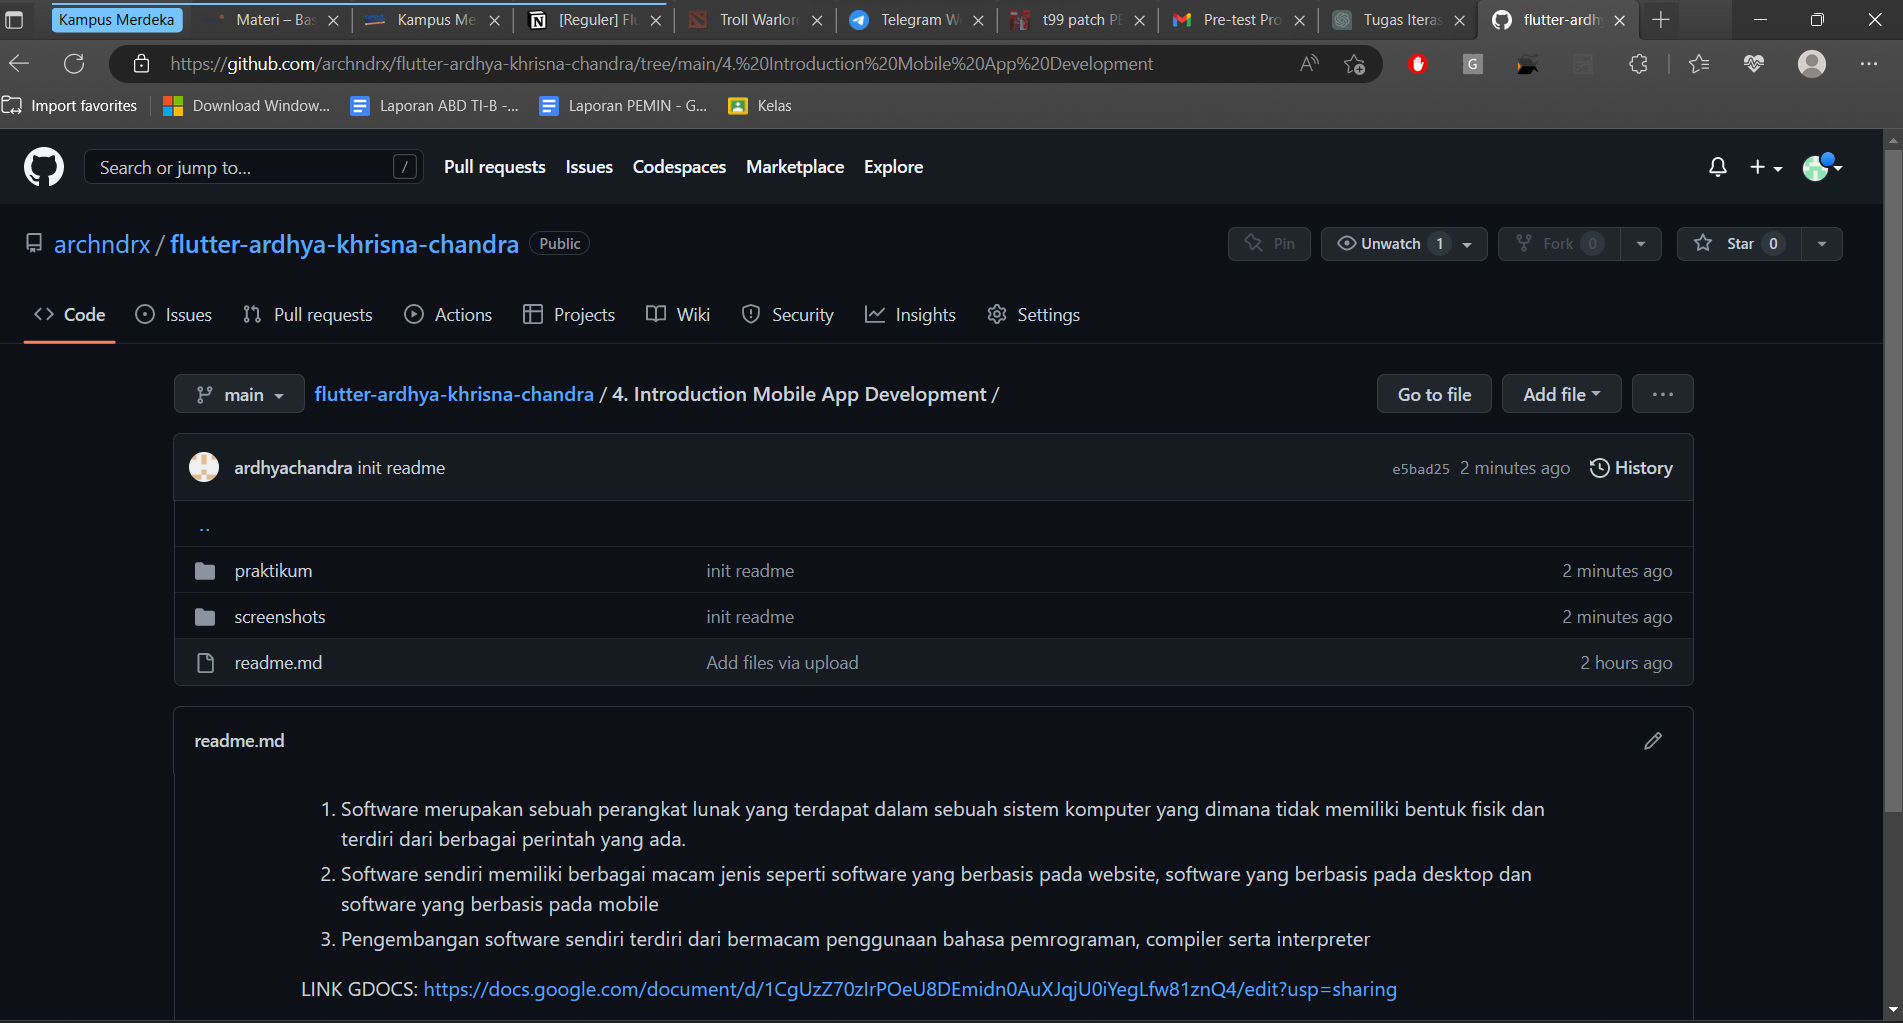 Kampus Merdeka
Materi – Bas
Kampus Me
[Reguler] Flu
Troll Warlor
Telegram W
t99 patch PE
Pre-test Pro
Tugas Iteras
flutter-ardh
https://github.com/archndrx/flutter-ardhya-khrisna-chandra/tree/main/4.%20Introduction%20Mobile%20App%20Development
Import favorites
Download Window...
Laporan ABD TI-B -...
Laporan PEMIN - G...
Kelas
Search or jump to...
/
Pull requests
Issues
Codespaces
Marketplace
Explore
archndrx / flutter-ardhya-khrisna-chandra
Public
Pin
Unwatch 1
Fork 0
Star 0
Code
Issues
Pull requests
Actions
Projects
Wiki
Security
Insights
Settings
main
flutter-ardhya-khrisna-chandra / 4. Introduction Mobile App Development /
Go to file
Add file
...
ardhyachandra init readme
e5bad25 2 minutes ago
History
..
praktikum
init readme
2 minutes ago
screenshots
init readme
2 minutes ago
readme.md
Add files via upload
2 hours ago
readme.md
1. Software merupakan sebuah perangkat lunak yang terdapat dalam sebuah sistem komputer yang dimana tidak memiliki bentuk fisik dan
terdiri dari berbagai perintah yang ada.
2. Software sendiri memiliki berbagai macam jenis seperti software yang berbasis pada website, software yang berbasis pada desktop dan
software yang berbasis pada mobile
3. Pengembangan software sendiri terdiri dari bermacam penggunaan bahasa pemrograman, compiler serta interpreter
LINK GDOCS: https://docs.google.com/document/d/1CgUzZ70zIrPOeU8DEmidn0AuXJqjU0iYegLfw81znQ4/edit?usp=sharing